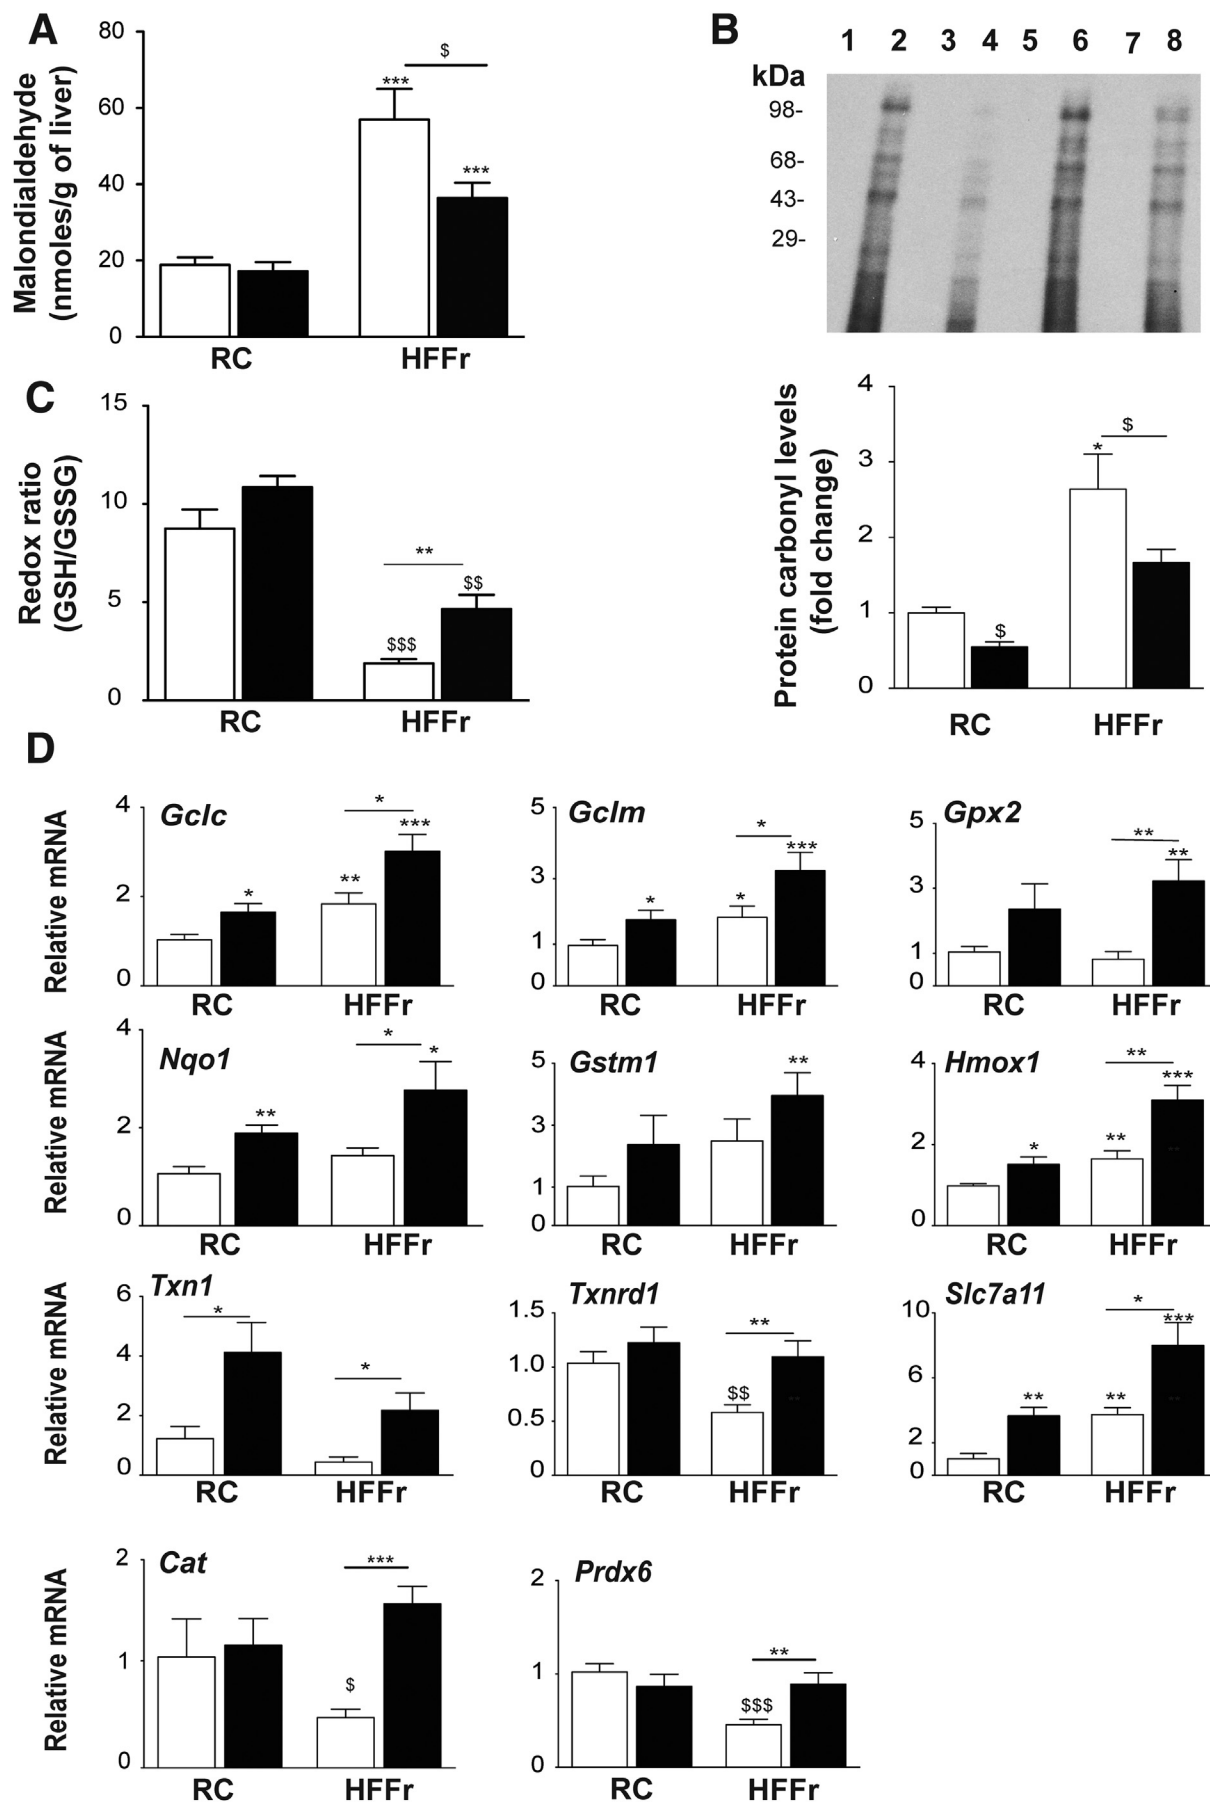 A
Malondialdehyde
(nmoles/g of liver)
80
60
40
20
0
***
$
***
RC
HFFr
B
1 2 3 4 5 6 7 8
kDa
98-
68-
43-
29-
Protein carbonyl levels
(fold change)
4
3
2
1
0
$
*
$
RC
HFFr
C
Redox ratio
(GSH/GSSG)
15
10
5
0
**
$$
$$$
RC
HFFr
D
Relative mRNA
Gclc
4
2
0
*
**
*
***
RC
HFFr
Gclm
5
3
1
0
*
*
*
***
RC
HFFr
Gpx2
5
3
1
0
**
**
RC
HFFr
Relative mRNA
Nqo1
4
2
0
**
*
*
RC
HFFr
Gstm1
5
3
1
0
**
RC
HFFr
Hmox1
4
2
0
*
**
**
***
RC
HFFr
Relative mRNA
Txn1
6
4
2
0
*
*
RC
HFFr
Txnrd1
1.5
1.0
0.5
0
$$
**
RC
HFFr
Slc7a11
10
6
2
0
**
**
*
***
RC
HFFr
Relative mRNA
Cat
2
1
0
$
***
RC
HFFr
Prdx6
2
1
0
$$$
**
RC
HFFr